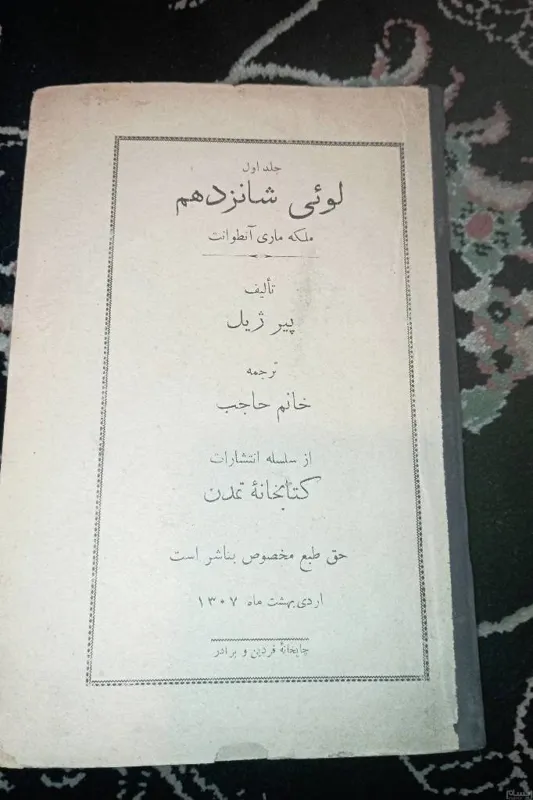 جلد اول
لوئی شانزدهم
ملکه ماری آنطوانت
تألیف
پیر ژیل
ترجمه
خانم حاجب
از سلسله انتشارات
کتابخانهٔ تمدن
حق طبع مخصوص بناشر است
اردی بهشت ماه ۱۳۰۷
چاپخانهٔ فردین و برادر